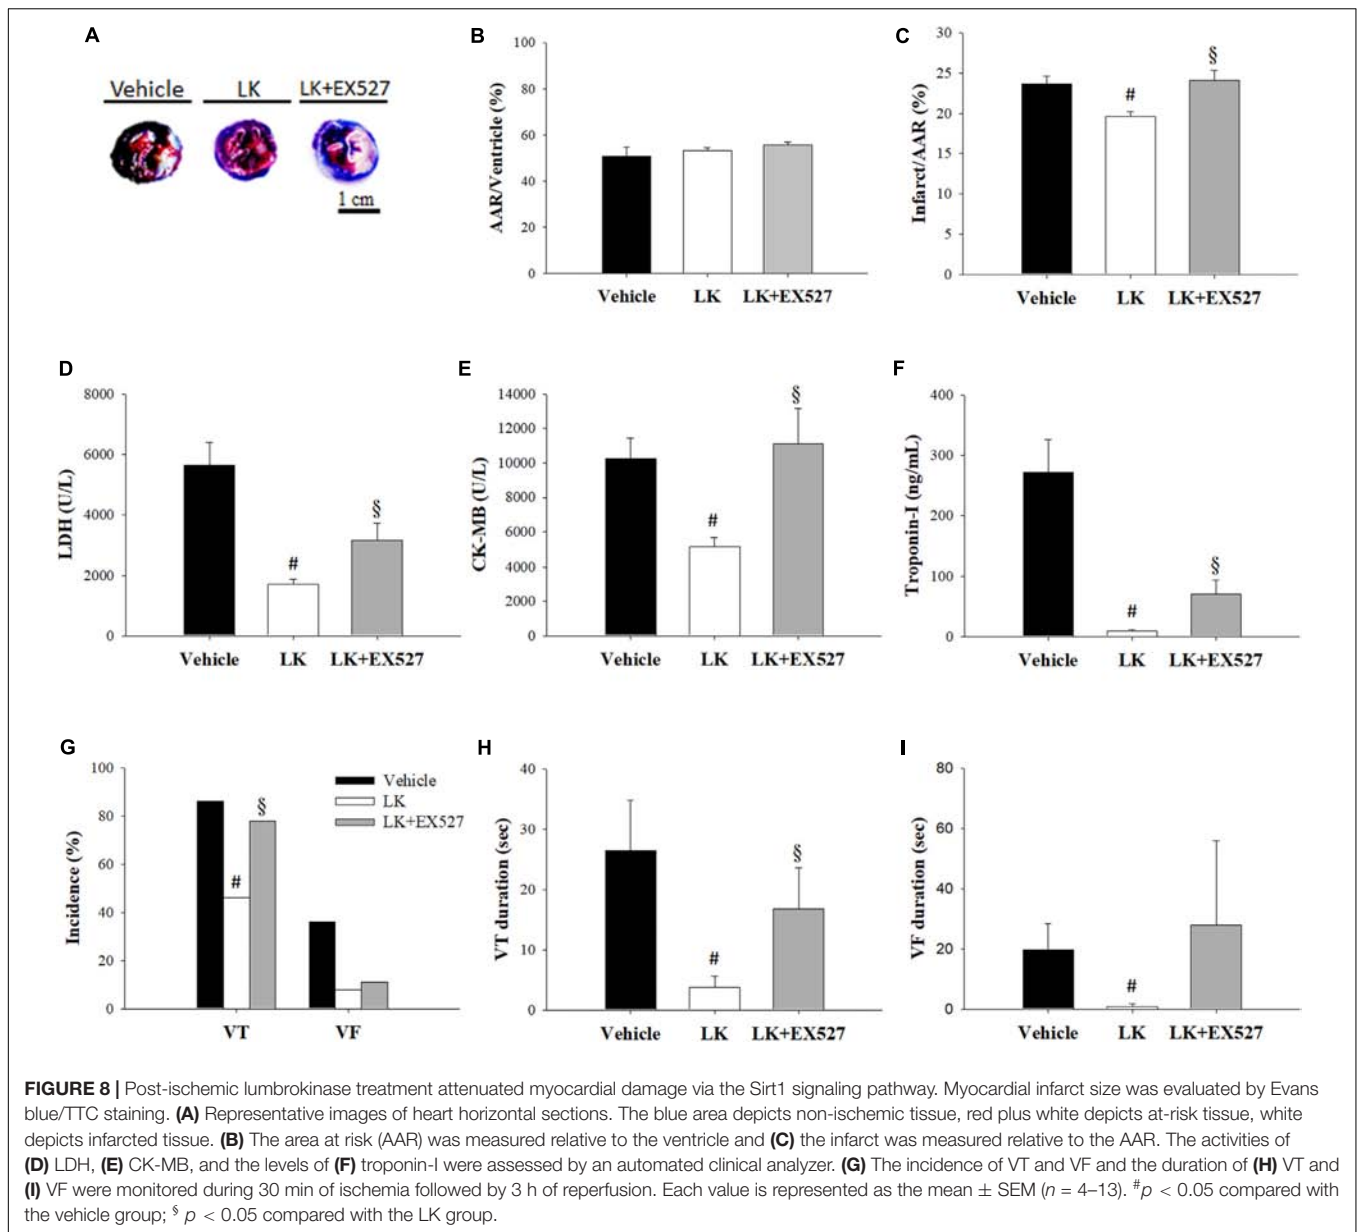 A
Vehicle LK LK+EX527
1 cm
B
AAR/Ventricle (%)
100
80
60
40
20
0
Vehicle LK LK+EX527
C
Infarct/AAR (%)
30
25
20
15
10
5
0
#
§
Vehicle LK LK+EX527
D
LDH (U/L)
8000
6000
4000
2000
0
#
§
Vehicle LK LK+EX527
E
CK-MB (U/L)
14000
12000
10000
8000
6000
4000
2000
0
#
§
Vehicle LK LK+EX527
F
Troponin-I (ng/mL)
400
300
200
100
0
#
§
Vehicle LK LK+EX527
G
Incidence (%)
100
80
60
40
20
0
#
§
Vehicle
LK
LK+EX527
VT VF
H
VT duration (sec)
40
30
20
10
0
#
§
Vehicle LK LK+EX527
I
VF duration (sec)
80
60
40
20
0
#
Vehicle LK LK+EX527
FIGURE 8 | Post-ischemic lumbrokinase treatment attenuated myocardial damage via the Sirt1 signaling pathway. Myocardial infarct size was evaluated by Evans
blue/TTC staining. (A) Representative images of heart horizontal sections. The blue area depicts non-ischemic tissue, red plus white depicts at-risk tissue, white
depicts infarcted tissue. (B) The area at risk (AAR) was measured relative to the ventricle and (C) the infarct was measured relative to the AAR. The activities of
(D) LDH, (E) CK-MB, and the levels of (F) troponin-I were assessed by an automated clinical analyzer. (G) The incidence of VT and VF and the duration of (H) VT and
(I) VF were monitored during 30 min of ischemia followed by 3 h of reperfusion. Each value is represented as the mean ± SEM (n = 4–13). #p < 0.05 compared with
the vehicle group; § p < 0.05 compared with the LK group.